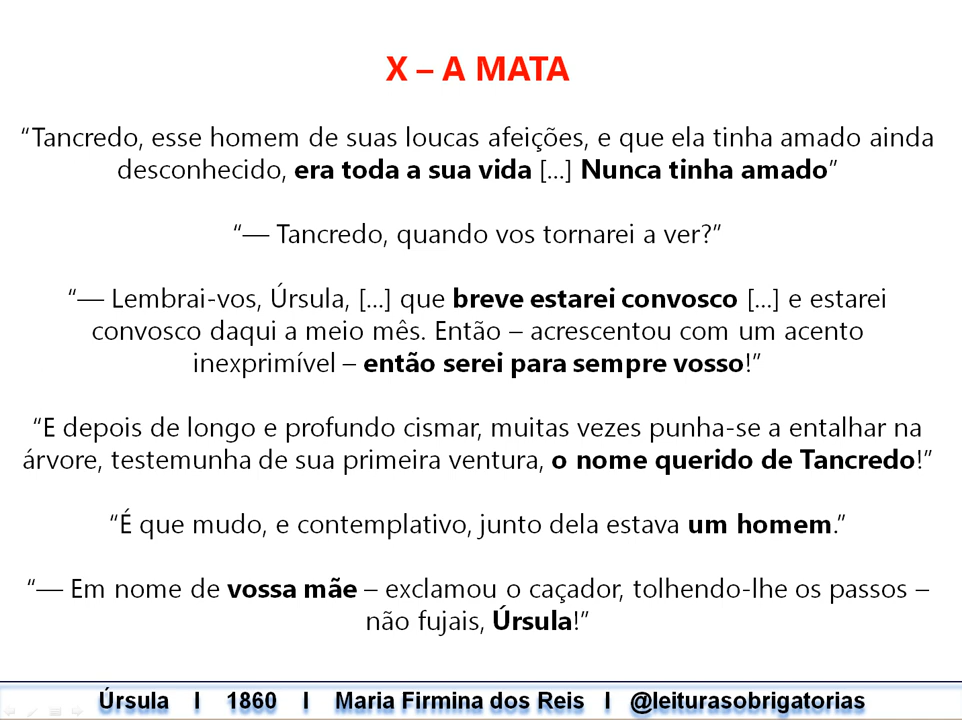 X – A MATA
“Tancredo, esse homem de suas loucas afeições, e que ela tinha amado ainda
desconhecido, era toda a sua vida [...] Nunca tinha amado”
“— Tancredo, quando vos tornarei a ver?”
“— Lembrai-vos, Úrsula, [...] que breve estarei convosco [...] e estarei
convosco daqui a meio mês. Então – acrescentou com um acento
inexprimível – então serei para sempre vosso!”
“E depois de longo e profundo cismar, muitas vezes punha-se a entalhar na
árvore, testemunha de sua primeira ventura, o nome querido de Tancredo!”
“É que mudo, e contemplativo, junto dela estava um homem.”
“— Em nome de vossa mãe – exclamou o caçador, tolhendo-lhe os passos –
não fujais, Úrsula!”
Úrsula I 1860 I Maria Firmina dos Reis I @leiturasobrigatorias